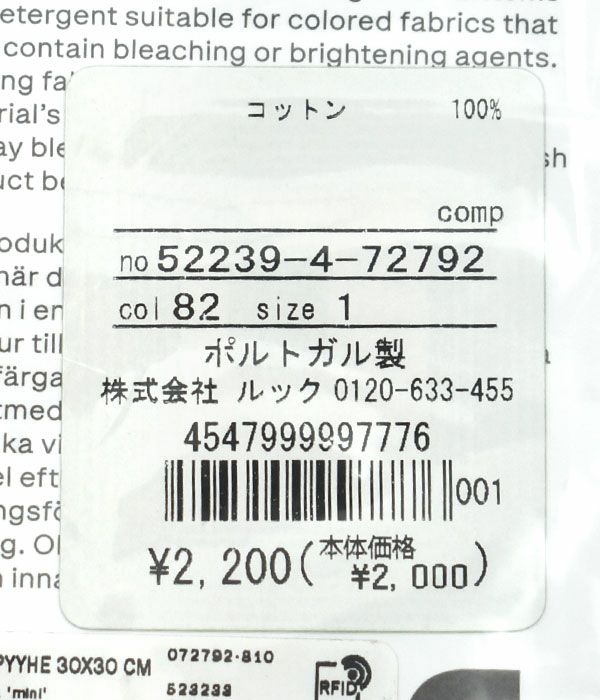 etergent suitable for colored fabrics that
contain bleaching or brightening agents.
コットン 100%
comp
no 52239-4-72792
col 82 size 1
ポルトガル製
株式会社 ルック 0120-633-455
4547999997776
001
¥2,200(本体価格
¥2,000)
PYYHE 30X30 CM 072792-810
'mini' 523233
RFID